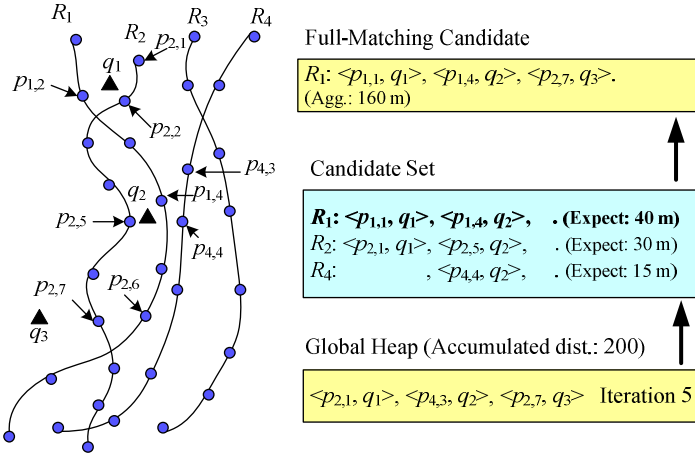 R1
R2
R3
R4
p2,1
q1
p1,2
p2,2
p4,3
q2
p1,4
p2,5
p4,4
p2,7
p2,6
q3
Full-Matching Candidate
R1: <p1,1, q1>, <p1,4, q2>, <p2,7, q3>.
(Agg.: 160 m)
Candidate Set
R1: <p1,1, q1>, <p1,4, q2>, . (Expect: 40 m)
R2: <p2,1, q1>, <p2,5, q2>, . (Expect: 30 m)
R4: , <p4,4, q2>, . (Expect: 15 m)
Global Heap (Accumulated dist.: 200)
<p2,1, q1>, <p4,3, q2>, <p2,7, q3> Iteration 5